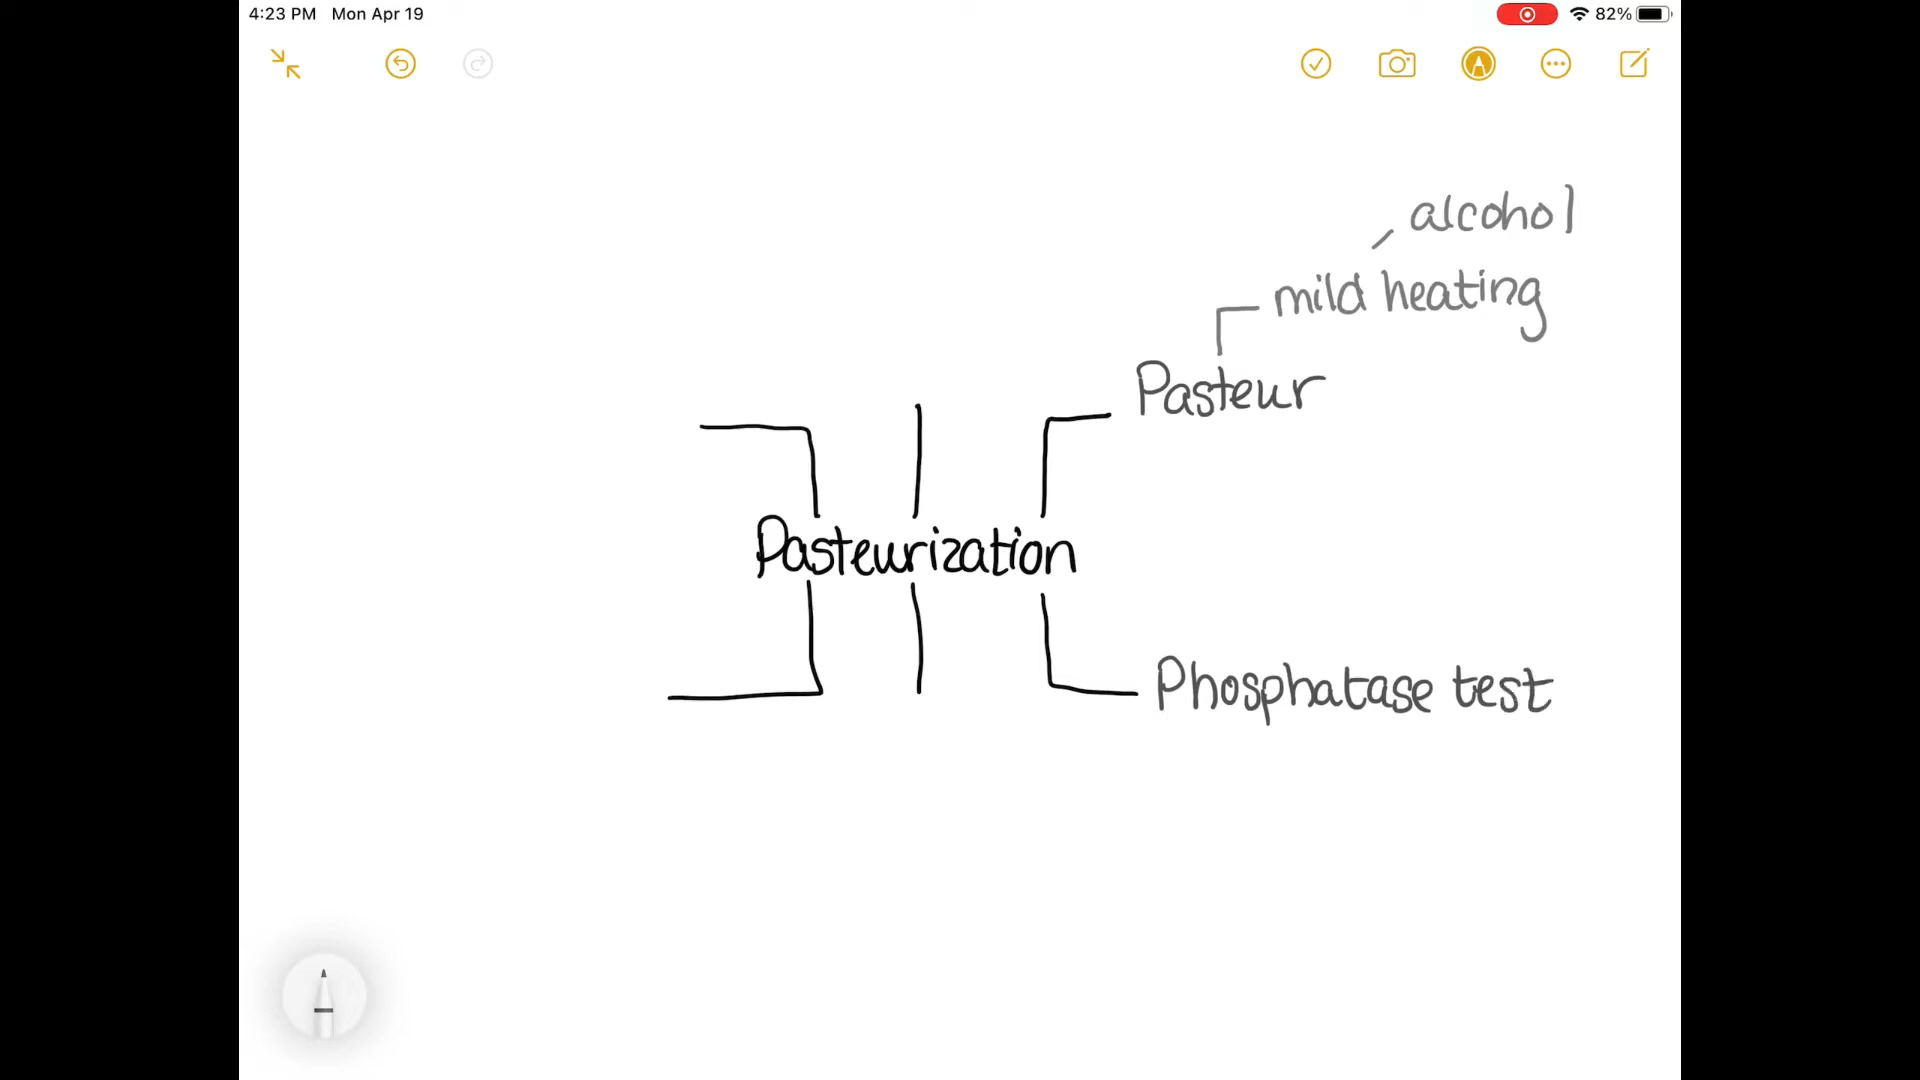 4:23 PM Mon Apr 19
82%
alcohol
mild heating
Pasteur
Pasteurization
Phosphatase test